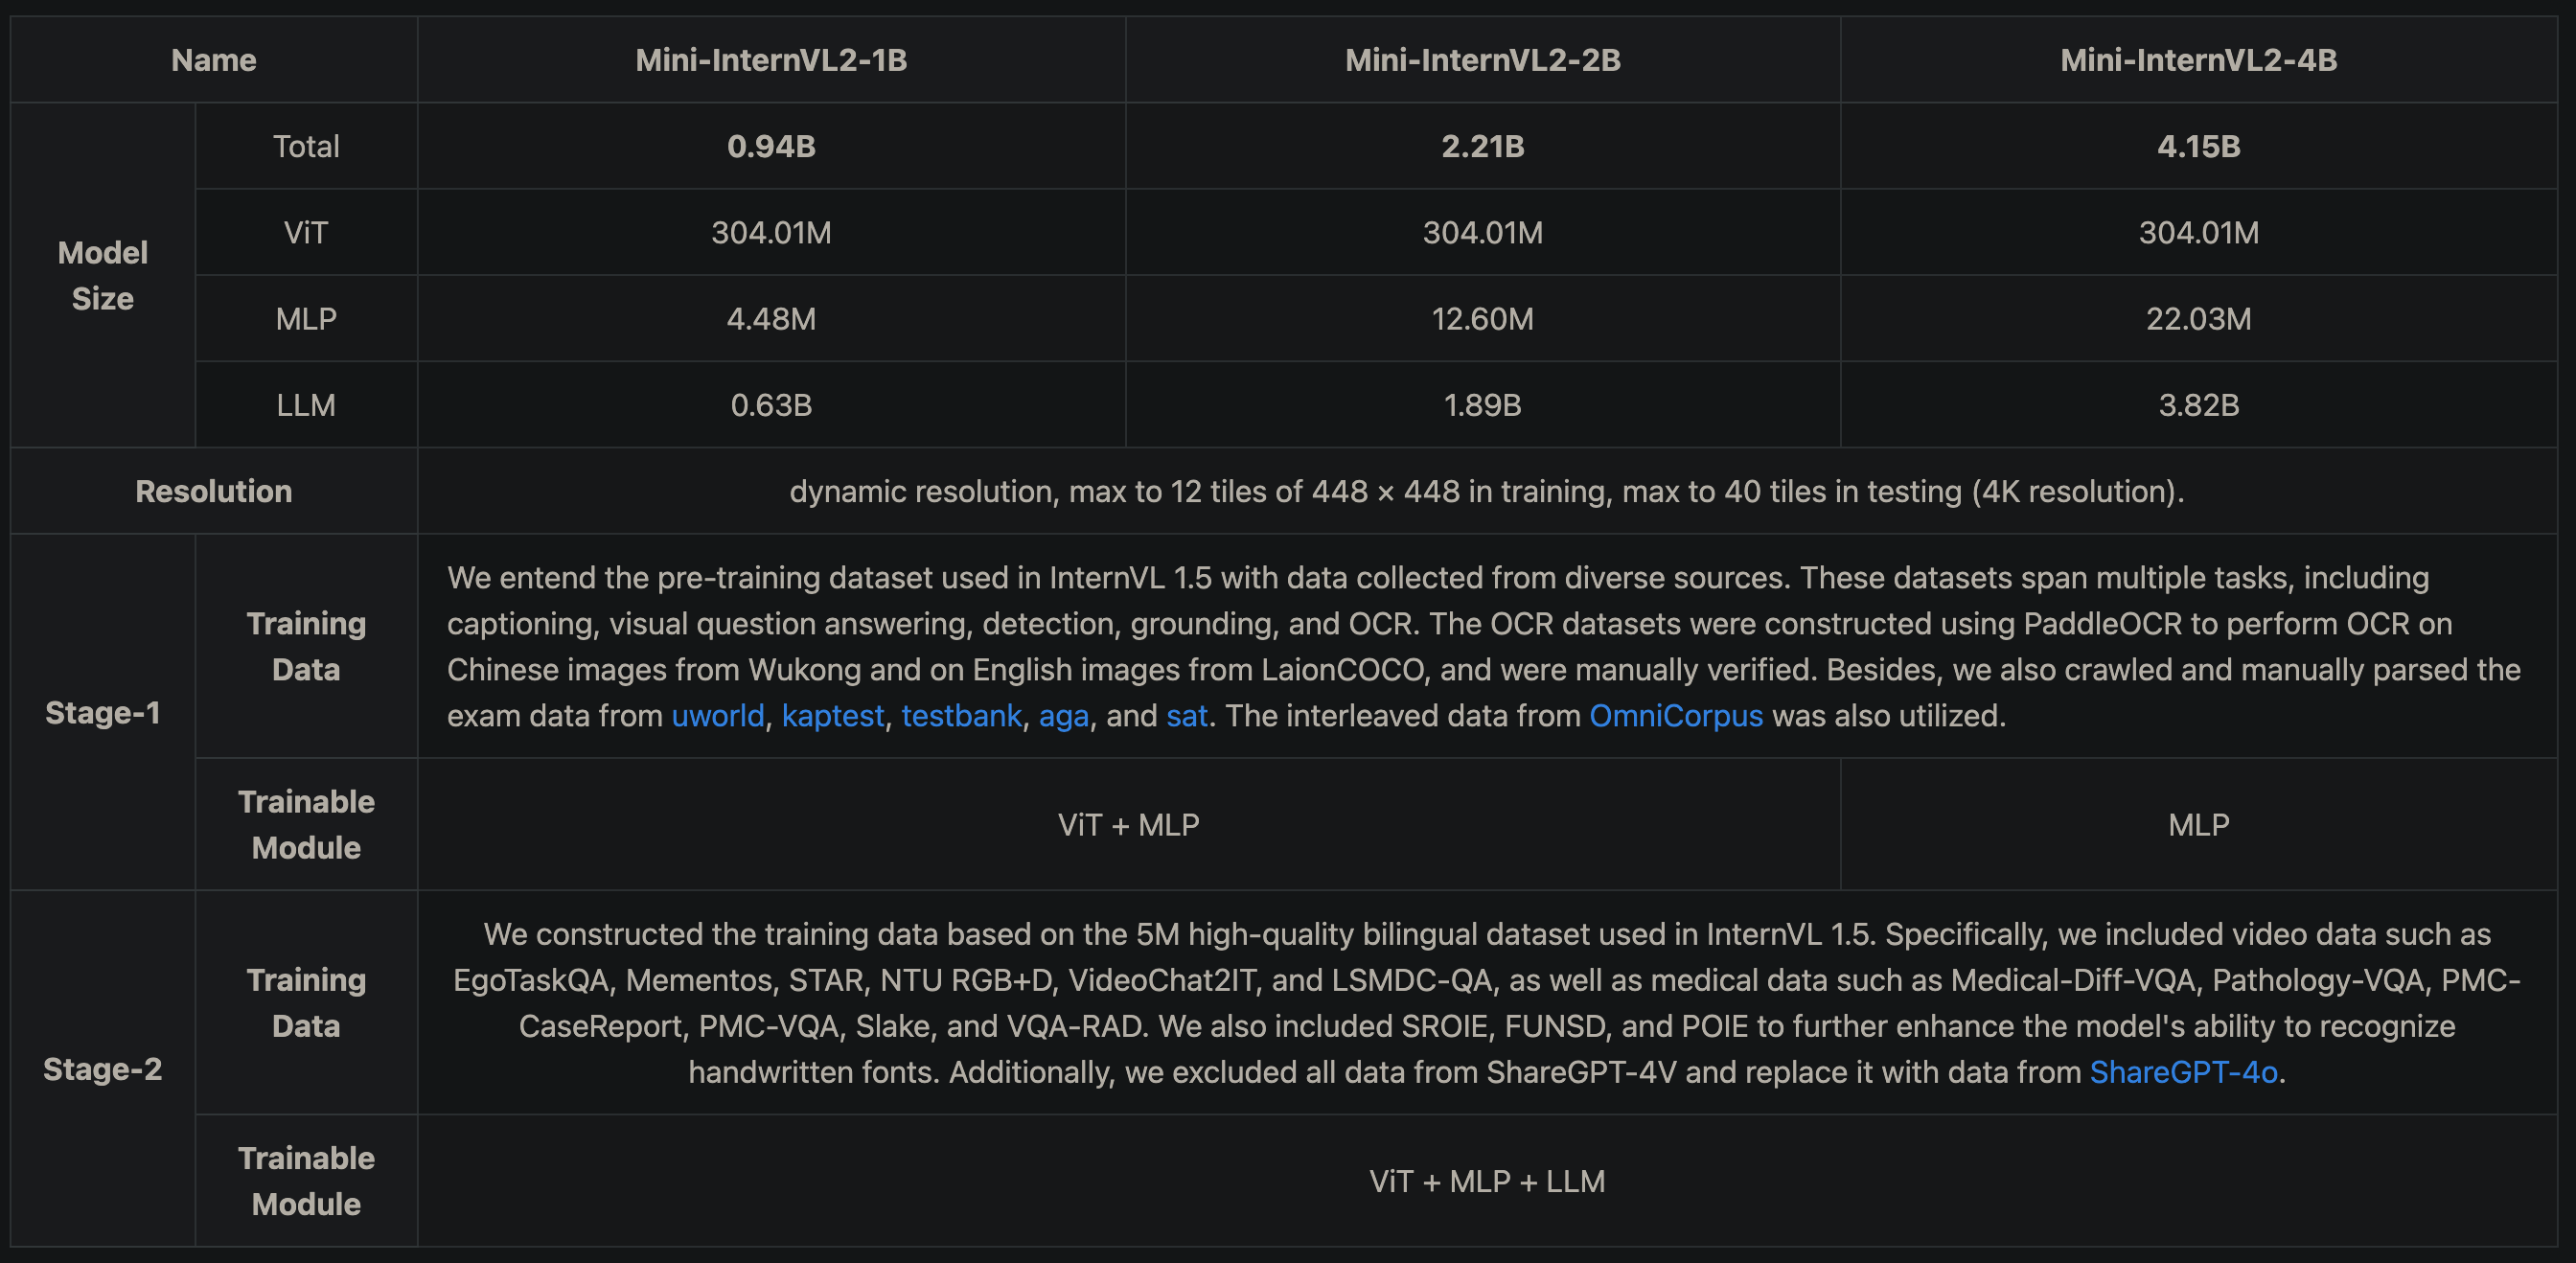 Name Mini-InternVL2-1B Mini-InternVL2-2B Mini-InternVL2-4B
Model Size
Total 0.94B 2.21B 4.15B
ViT 304.01M 304.01M 304.01M
MLP 4.48M 12.60M 22.03M
LLM 0.63B 1.89B 3.82B
Resolution dynamic resolution, max to 12 tiles of 448 × 448 in training, max to 40 tiles in testing (4K resolution).
Stage-1
Training
Data
We entend the pre-training dataset used in InternVL 1.5 with data collected from diverse sources. These datasets span multiple tasks, including
captioning, visual question answering, detection, grounding, and OCR. The OCR datasets were constructed using PaddleOCR to perform OCR on
Chinese images from Wukong and on English images from LaionCOCO, and were manually verified. Besides, we also crawled and manually parsed the
exam data from uworld, kaptest, testbank, aga, and sat. The interleaved data from OmniCorpus was also utilized.
Trainable
Module
ViT + MLP MLP
Stage-2
Training
Data
We constructed the training data based on the 5M high-quality bilingual dataset used in InternVL 1.5. Specifically, we included video data such as
EgoTaskQA, Mementos, STAR, NTU RGB+D, VideoChat2IT, and LSMDC-QA, as well as medical data such as Medical-Diff-VQA, Pathology-VQA, PMC-
CaseReport, PMC-VQA, Slake, and VQA-RAD. We also included SROIE, FUNSD, and POIE to further enhance the model's ability to recognize
handwritten fonts. Additionally, we excluded all data from ShareGPT-4V and replace it with data from ShareGPT-4o.
Trainable
Module
ViT + MLP + LLM